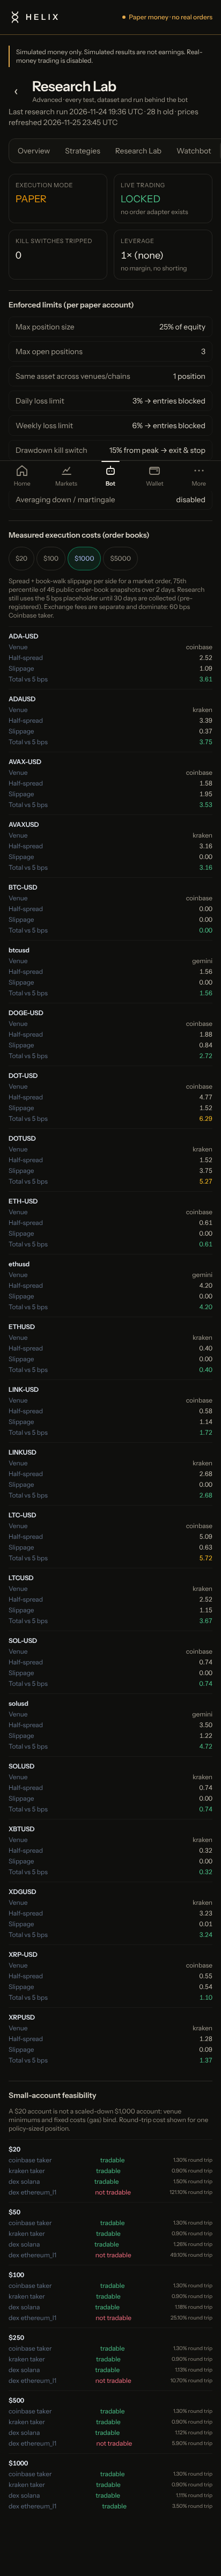 HELIX
Paper money · no real orders
Simulated money only. Simulated results are not earnings. Real-
money trading is disabled.
Research Lab
Advanced · every test, dataset and run behind the bot
Last research run 2026-11-24 19:36 UTC · 28 h old · prices
refreshed 2026-11-25 23:45 UTC
Overview Strategies Research Lab Watchbot
EXECUTION MODE
PAPER
LIVE TRADING
LOCKED
no order adapter exists
KILL SWITCHES TRIPPED
0
LEVERAGE
1× (none)
no margin, no shorting
Enforced limits (per paper account)
Max position size 25% of equity
Max open positions 3
Same asset across venues/chains 1 position
Daily loss limit 3% → entries blocked
Weekly loss limit 6% → entries blocked
Drawdown kill switch 15% from peak → exit & stop
Home Markets Bot Wallet More
Averaging down / martingale disabled
Measured execution costs (order books)
$20 $100 $1000 $5000
Spread + book-walk slippage per side for a market order, 75th
percentile of 46 public order-book snapshots over 2 days. Research
still uses the 5 bps placeholder until 30 days are collected (pre-
registered). Exchange fees are separate and dominate: 60 bps
Coinbase taker.
ADA-USD
Venue coinbase
Half-spread 2.52
Slippage 1.09
Total vs 5 bps 3.61
ADAUSD
Venue kraken
Half-spread 3.39
Slippage 0.37
Total vs 5 bps 3.75
AVAX-USD
Venue coinbase
Half-spread 1.58
Slippage 1.95
Total vs 5 bps 3.53
AVAXUSD
Venue kraken
Half-spread 3.16
Slippage 0.00
Total vs 5 bps 3.16
BTC-USD
Venue coinbase
Half-spread 0.00
Slippage 0.00
Total vs 5 bps 0.00
btcusd
Venue gemini
Half-spread 1.56
Slippage 0.00
Total vs 5 bps 1.56
DOGE-USD
Venue coinbase
Half-spread 1.88
Slippage 0.84
Total vs 5 bps 2.72
DOT-USD
Venue coinbase
Half-spread 4.77
Slippage 1.52
Total vs 5 bps 6.29
DOTUSD
Venue kraken
Half-spread 1.52
Slippage 3.75
Total vs 5 bps 5.27
ETH-USD
Venue coinbase
Half-spread 0.61
Slippage 0.00
Total vs 5 bps 0.61
ethusd
Venue gemini
Half-spread 4.20
Slippage 0.00
Total vs 5 bps 4.20
ETHUSD
Venue kraken
Half-spread 0.40
Slippage 0.00
Total vs 5 bps 0.40
LINK-USD
Venue coinbase
Half-spread 0.58
Slippage 1.14
Total vs 5 bps 1.72
LINKUSD
Venue kraken
Half-spread 2.68
Slippage 0.00
Total vs 5 bps 2.68
LTC-USD
Venue coinbase
Half-spread 5.09
Slippage 0.63
Total vs 5 bps 5.72
LTCUSD
Venue kraken
Half-spread 2.52
Slippage 1.15
Total vs 5 bps 3.67
SOL-USD
Venue coinbase
Half-spread 0.74
Slippage 0.00
Total vs 5 bps 0.74
solusd
Venue gemini
Half-spread 3.50
Slippage 1.22
Total vs 5 bps 4.72
SOLUSD
Venue kraken
Half-spread 0.74
Slippage 0.00
Total vs 5 bps 0.74
XBTUSD
Venue kraken
Half-spread 0.32
Slippage 0.00
Total vs 5 bps 0.32
XDGUSD
Venue kraken
Half-spread 3.23
Slippage 0.01
Total vs 5 bps 3.24
XRP-USD
Venue coinbase
Half-spread 0.55
Slippage 0.54
Total vs 5 bps 1.10
XRPUSD
Venue kraken
Half-spread 1.28
Slippage 0.09
Total vs 5 bps 1.37
Small-account feasibility
A $20 account is not a scaled-down $1,000 account: venue
minimums and fixed costs (gas) bind. Round-trip cost shown for one
policy-sized position.
$20
coinbase taker tradable 1.30% round trip
kraken taker tradable 0.90% round trip
dex solana tradable 1.50% round trip
dex ethereum_l1 not tradable 121.10% round trip
$50
coinbase taker tradable 1.30% round trip
kraken taker tradable 0.90% round trip
dex solana tradable 1.26% round trip
dex ethereum_l1 not tradable 49.10% round trip
$100
coinbase taker tradable 1.30% round trip
kraken taker tradable 0.90% round trip
dex solana tradable 1.18% round trip
dex ethereum_l1 not tradable 25.10% round trip
$250
coinbase taker tradable 1.30% round trip
kraken taker tradable 0.90% round trip
dex solana tradable 1.13% round trip
dex ethereum_l1 not tradable 10.70% round trip
$500
coinbase taker tradable 1.30% round trip
kraken taker tradable 0.90% round trip
dex solana tradable 1.12% round trip
dex ethereum_l1 not tradable 5.90% round trip
$1000
coinbase taker tradable 1.30% round trip
kraken taker tradable 0.90% round trip
dex solana tradable 1.11% round trip
dex ethereum_l1 tradable 3.50% round trip